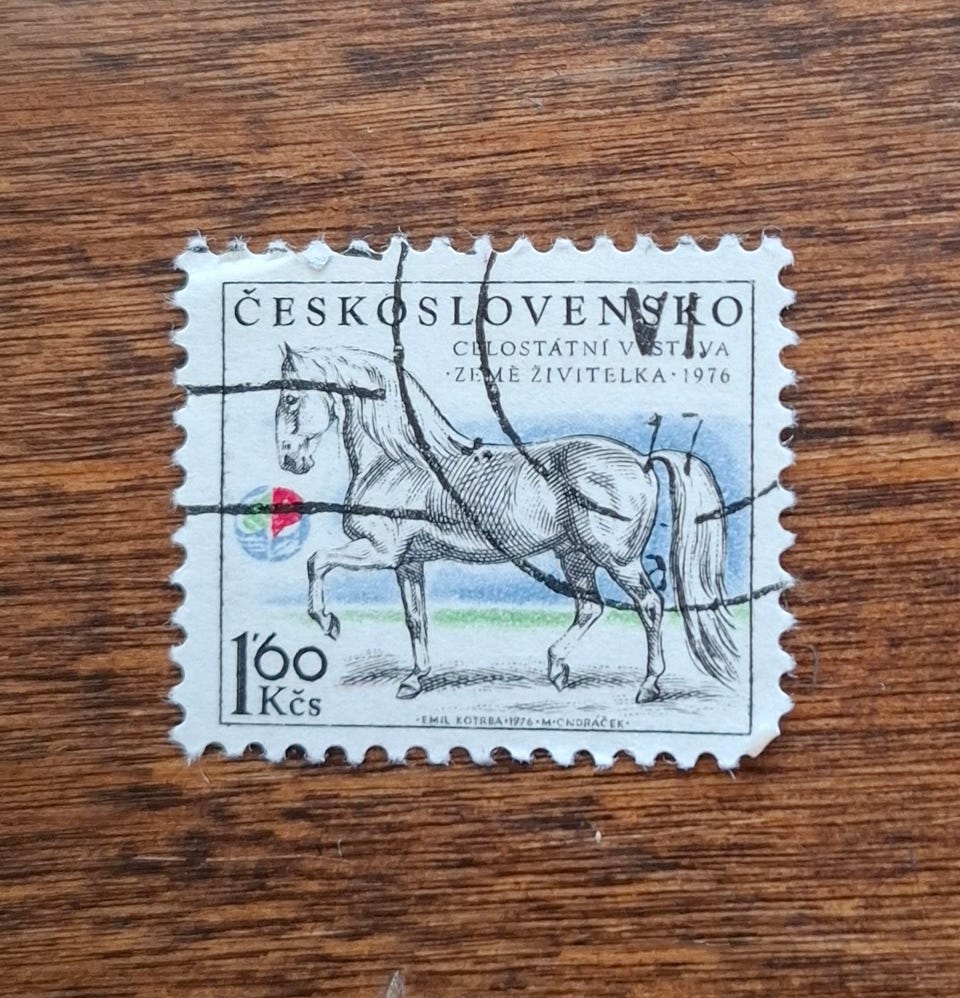 ČESKOSLOVENSKO
CELOSTÁTNÍ VÝSTAVA
·ZEMĚ ŽIVITELKA·1976
1'60
Kčs
·EMIL KOTRBA·1976·M·ONDRÁČEK·